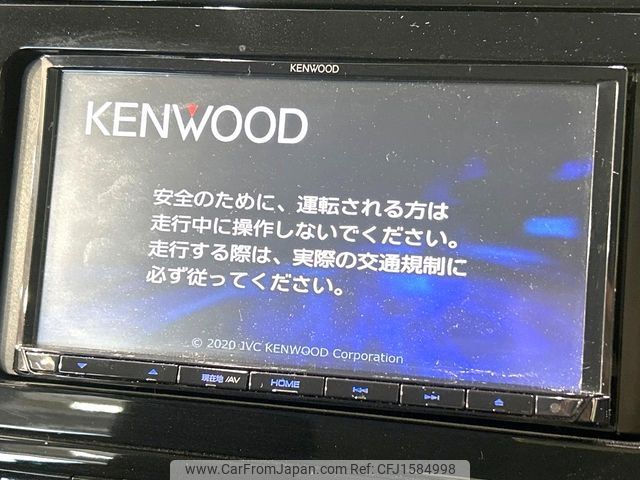 KENWOOD
KENWOOD
安全のために、運転される方は
走行中に操作しないでください。
走行する際は、実際の交通規制に
必ず従ってください。
© 2020 JVC KENWOOD Corporation
現在地/AV HOME
www.CarFromJapan.com Ref No: CFJ1584998